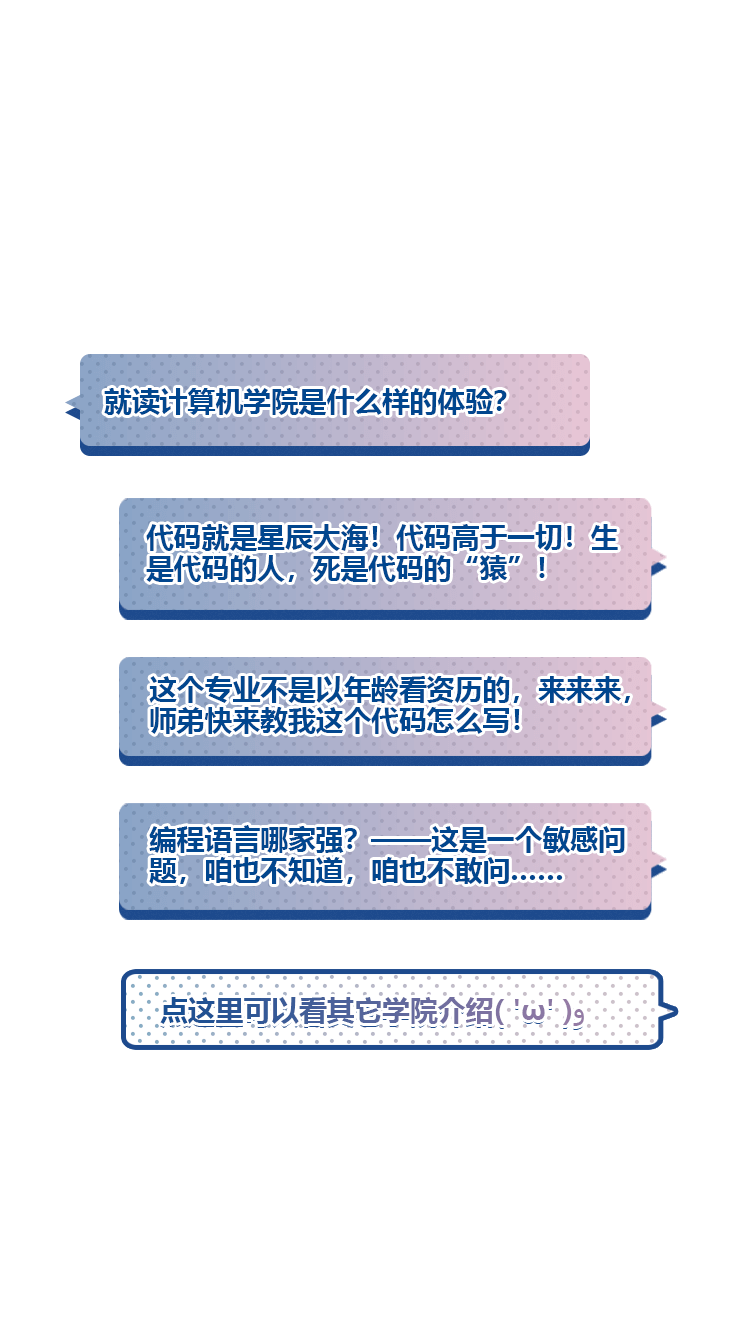 就读计算机学院是什么样的体验？
代码就是星辰大海！代码高于一切！生
是代码的人，死是代码的“猿”！
这个专业不是以年龄看资历的，来来来，
师弟快来教我这个代码怎么写！
编程语言哪家强？——这是一个敏感问
题，咱也不知道，咱也不敢问……
点这里可以看其它学院介绍( 'ω' )و